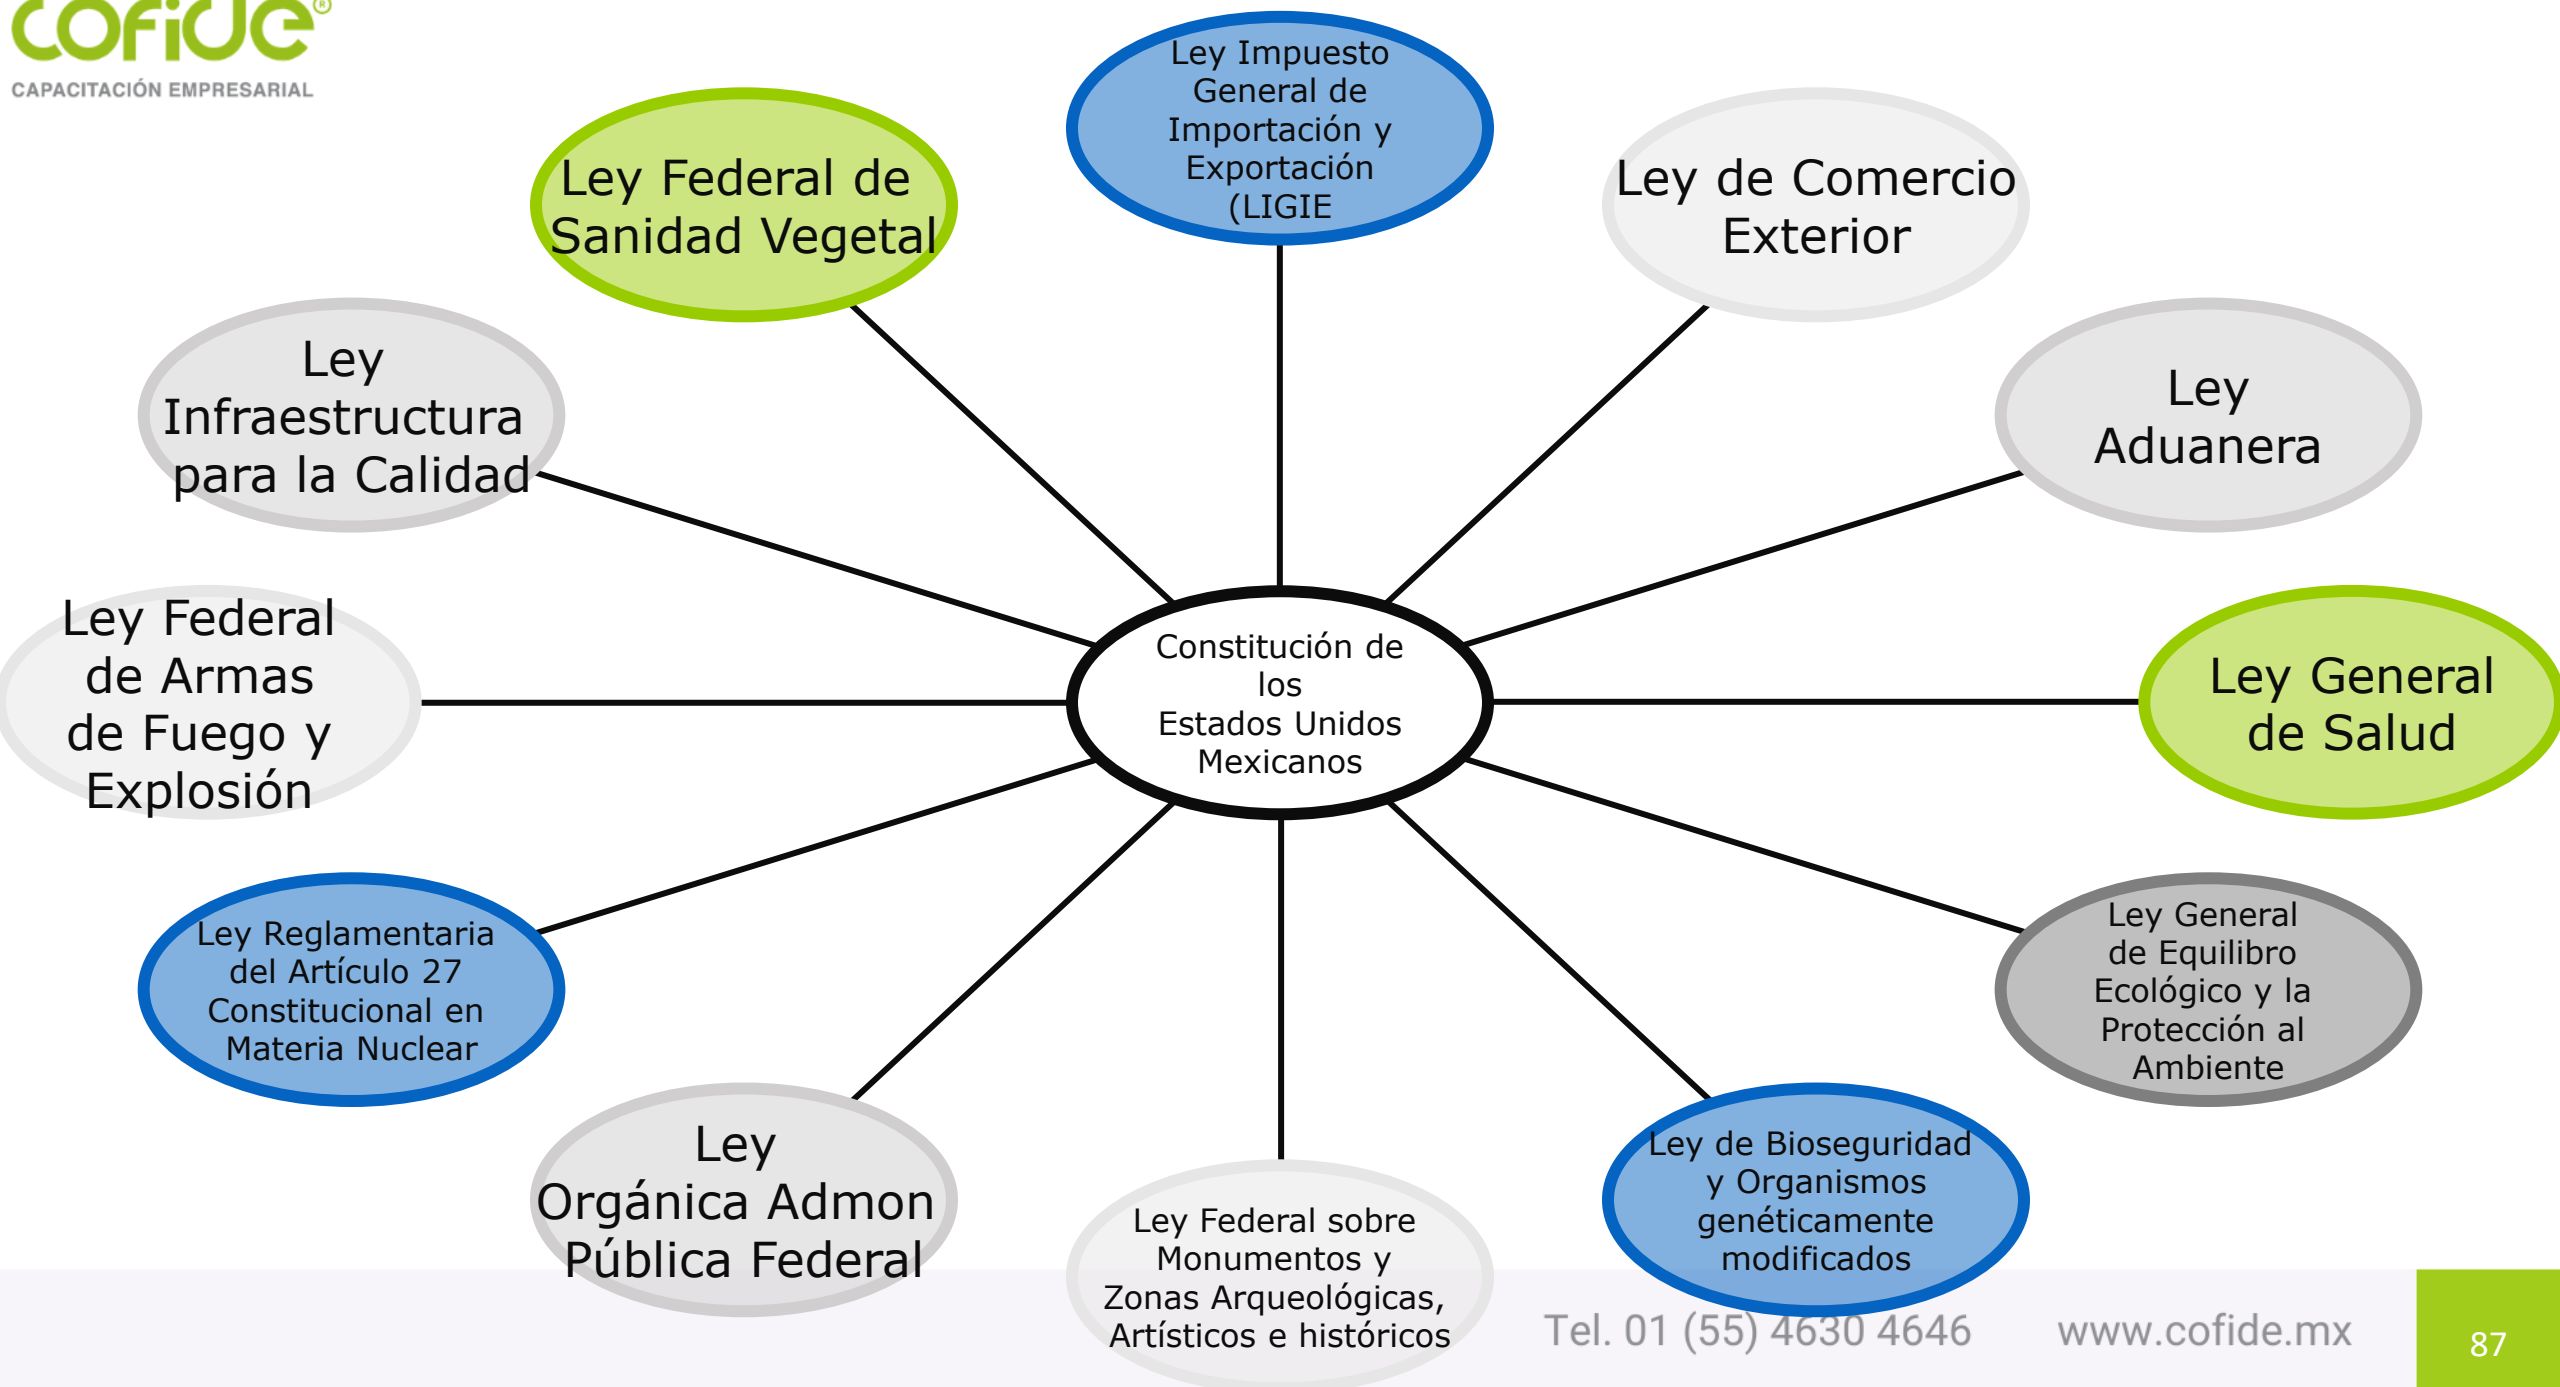 cofide®
CAPACITACIÓN EMPRESARIAL
Ley Impuesto
General de
Importación y
Exportación
(LIGIE
Ley Federal de
Sanidad Vegetal
Ley de Comercio
Exterior
Ley
Infraestructura
para la Calidad
Ley
Aduanera
Ley Federal
de Armas
de Fuego y
Explosión
Constitución de
los
Estados Unidos
Mexicanos
Ley General
de Salud
Ley Reglamentaria
del Artículo 27
Constitucional en
Materia Nuclear
Ley General
de Equilibro
Ecológico y la
Protección al
Ambiente
Ley
Orgánica Admon
Pública Federal
Ley Federal sobre
Monumentos y
Zonas Arqueológicas,
Artísticos e históricos
Ley de Bioseguridad
y Organismos
genéticamente
modificados
Tel. 01 (55) 4630 4646
www.cofide.mx
87